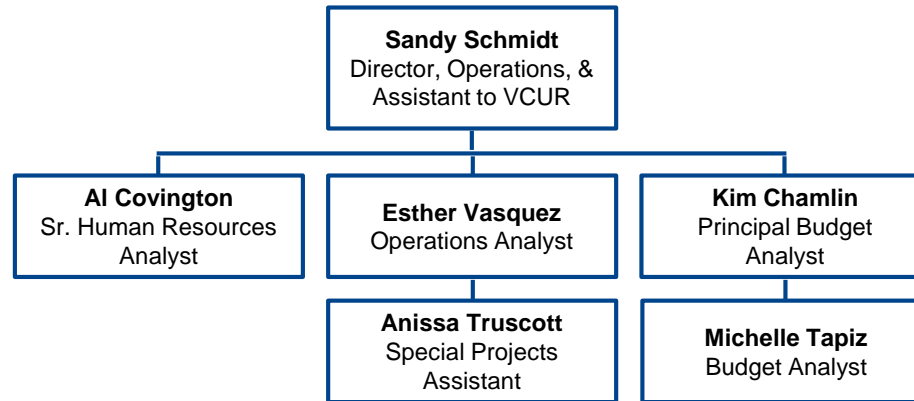 Sandy Schmidt
Director, Operations, &
Assistant to VCUR
Al Covington
Sr. Human Resources
Analyst
Esther Vasquez
Operations Analyst
Kim Chamlin
Principal Budget
Analyst
Anissa Truscott
Special Projects
Assistant
Michelle Tapiz
Budget Analyst